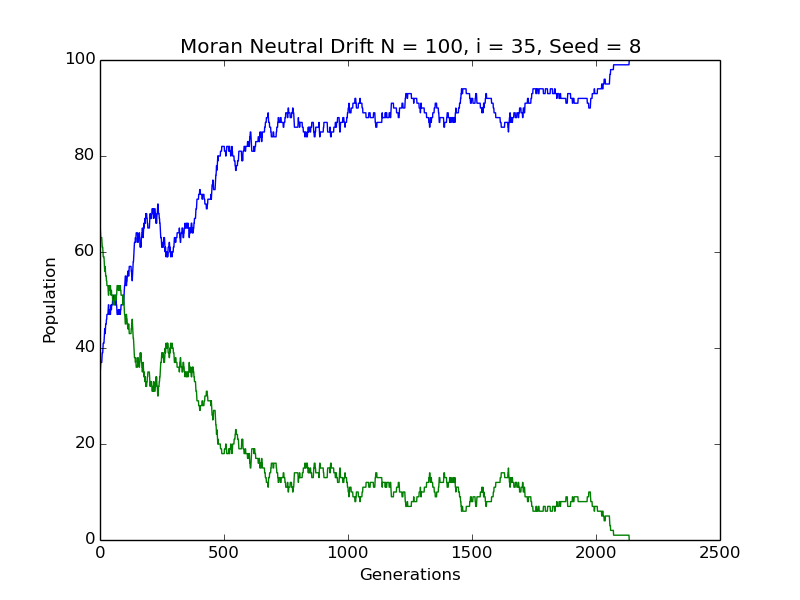 Moran Neutral Drift N = 100, i = 35, Seed = 8
100
80
60
40
20
0
Population
0 500 1000 1500 2000 2500
Generations